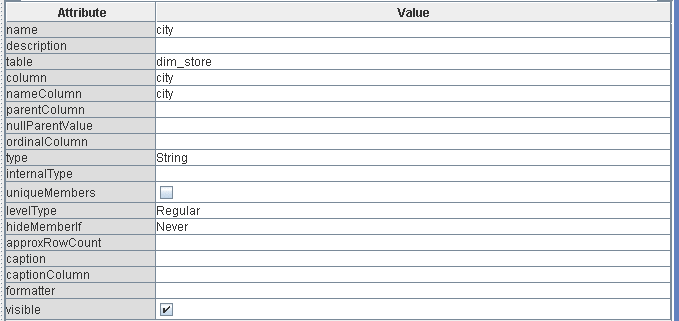 Attribute Value
name city
description
table dim_store
column city
nameColumn city
parentColumn
nullParentValue
ordinalColumn
type String
internalType
uniqueMembers
levelType Regular
hideMemberIf Never
approxRowCount
caption
captionColumn
formatter
visible